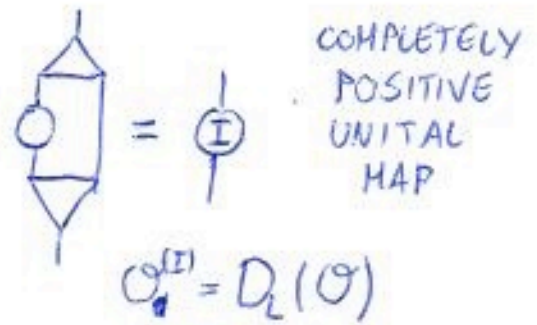 COMPLETELY
POSITIVE
= I UNITAL
MAP
O^(I) = D_L(O)